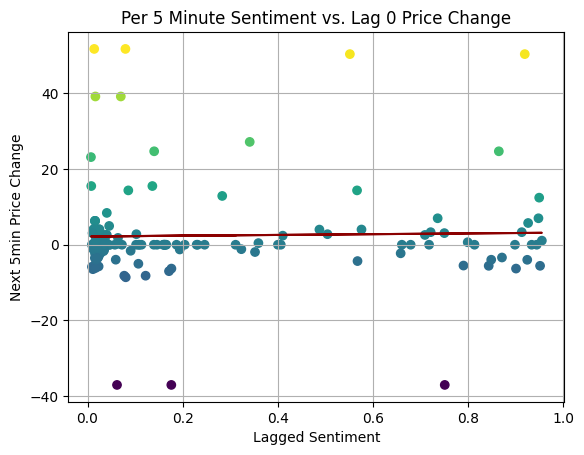 Per 5 Minute Sentiment vs. Lag 0 Price Change
Next 5min Price Change
40
20
0
−20
−40
0.0 0.2 0.4 0.6 0.8 1.0
Lagged Sentiment